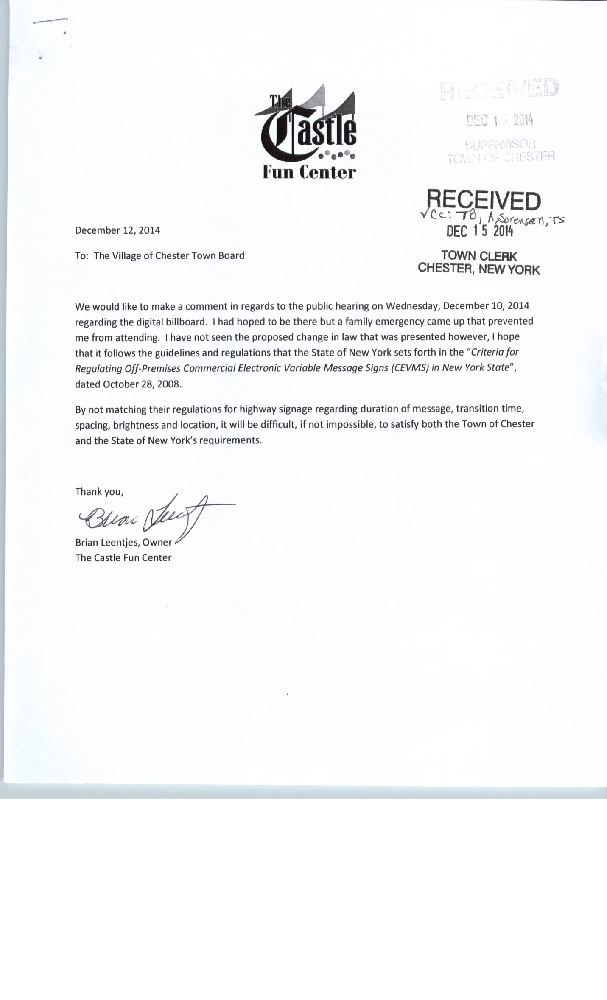 The
Castle
Fun Center
RECEIVED
DEC 15 2014
SUPERVISOR
TOWN OF CHESTER
RECEIVED
✓CC: TB, A. Sorensen, TS
DEC 15 2014
TOWN CLERK
CHESTER, NEW YORK
December 12, 2014
To: The Village of Chester Town Board
We would like to make a comment in regards to the public hearing on Wednesday, December 10, 2014
regarding the digital billboard. I had hoped to be there but a family emergency came up that prevented
me from attending. I have not seen the proposed change in law that was presented however, I hope
that it follows the guidelines and regulations that the State of New York sets forth in the “Criteria for
Regulating Off-Premises Commercial Electronic Variable Message Signs (CEVMS) in New York State”,
dated October 28, 2008.
By not matching their regulations for highway signage regarding duration of message, transition time,
spacing, brightness and location, it will be difficult, if not impossible, to satisfy both the Town of Chester
and the State of New York’s requirements.
Thank you,
Brian Leentjes, Owner
The Castle Fun Center